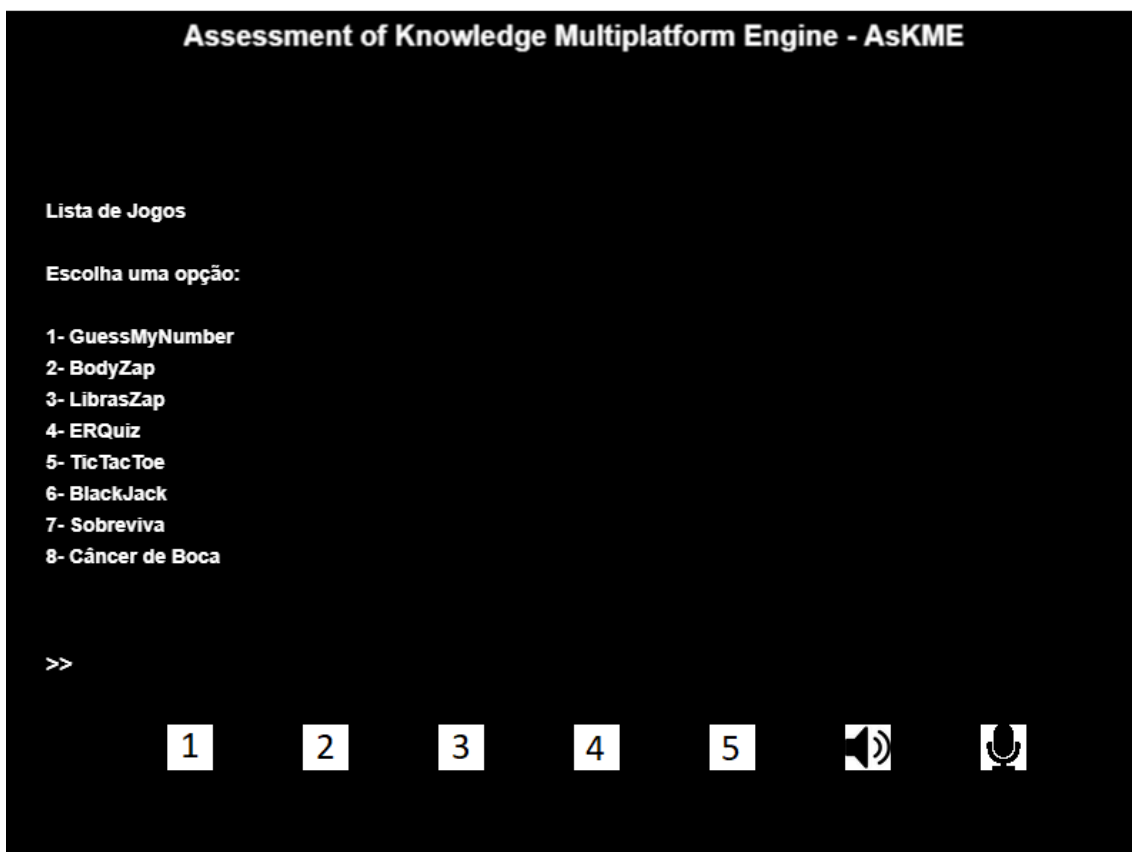 Assessment of Knowledge Multiplatform Engine - AsKME
Lista de Jogos
Escolha uma opção:
1- GuessMyNumber
2- BodyZap
3- LibrasZap
4- ERQuiz
5- TicTacToe
6- BlackJack
7- Sobreviva
8- Câncer de Boca
>>
1 2 3 4 5